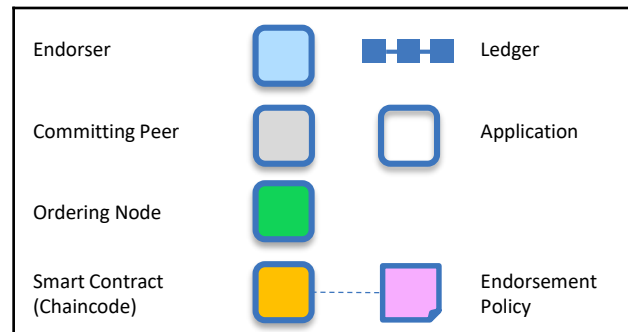 Endorser
Ledger
Committing Peer
Application
Ordering Node
Smart Contract
(Chaincode)
Endorsement
Policy